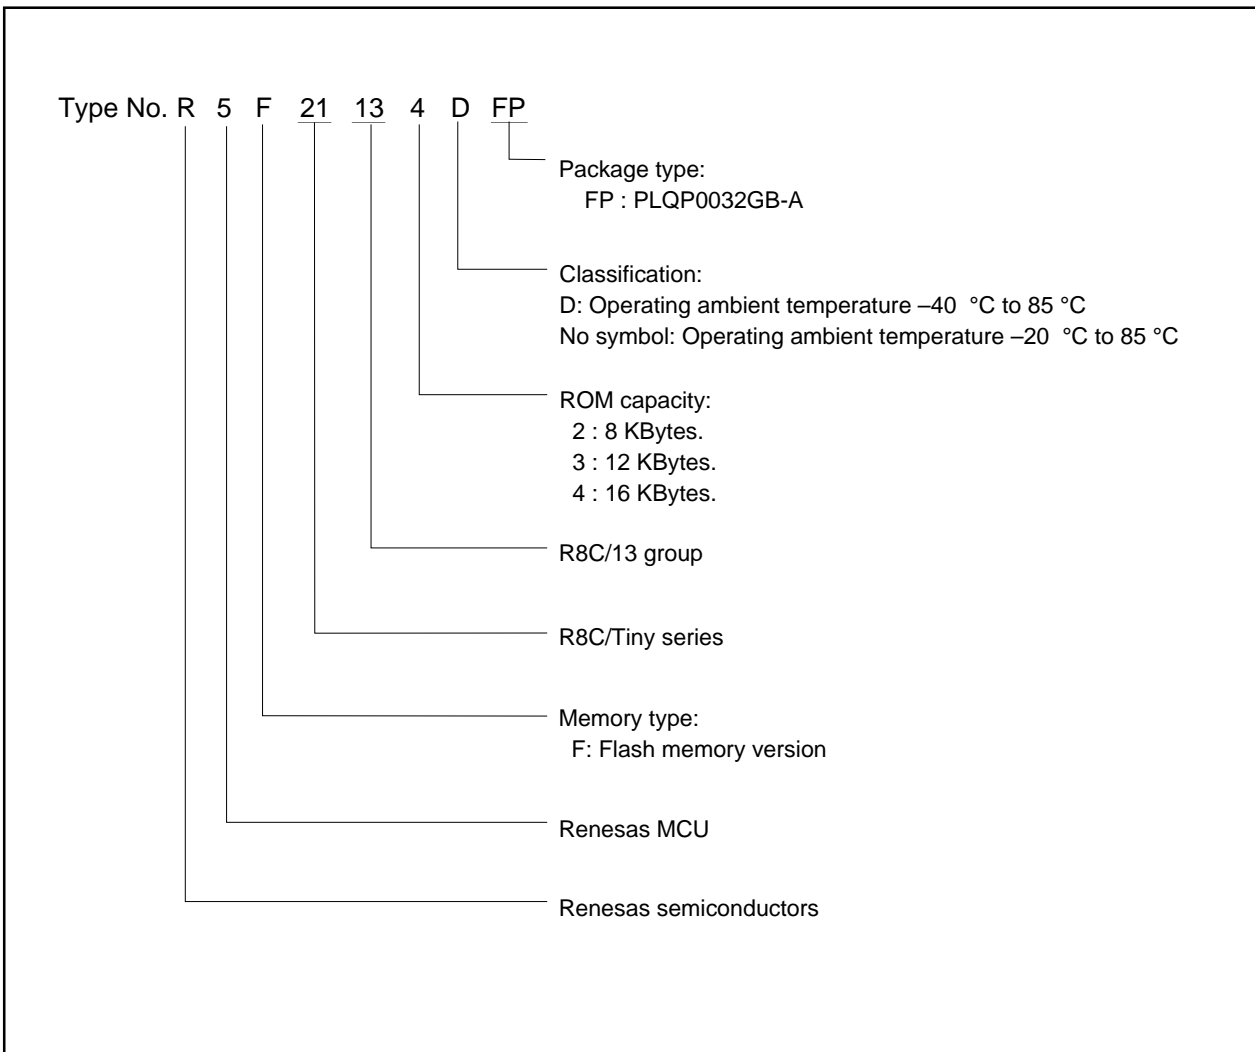 Type No. R 5 F 21 13 4 D FP
Package type:
FP : PLQP0032GB-A
Classification:
D: Operating ambient temperature –40 °C to 85 °C
No symbol: Operating ambient temperature –20 °C to 85 °C
ROM capacity:
2 : 8 KBytes.
3 : 12 KBytes.
4 : 16 KBytes.
R8C/13 group
R8C/Tiny series
Memory type:
F: Flash memory version
Renesas MCU
Renesas semiconductors